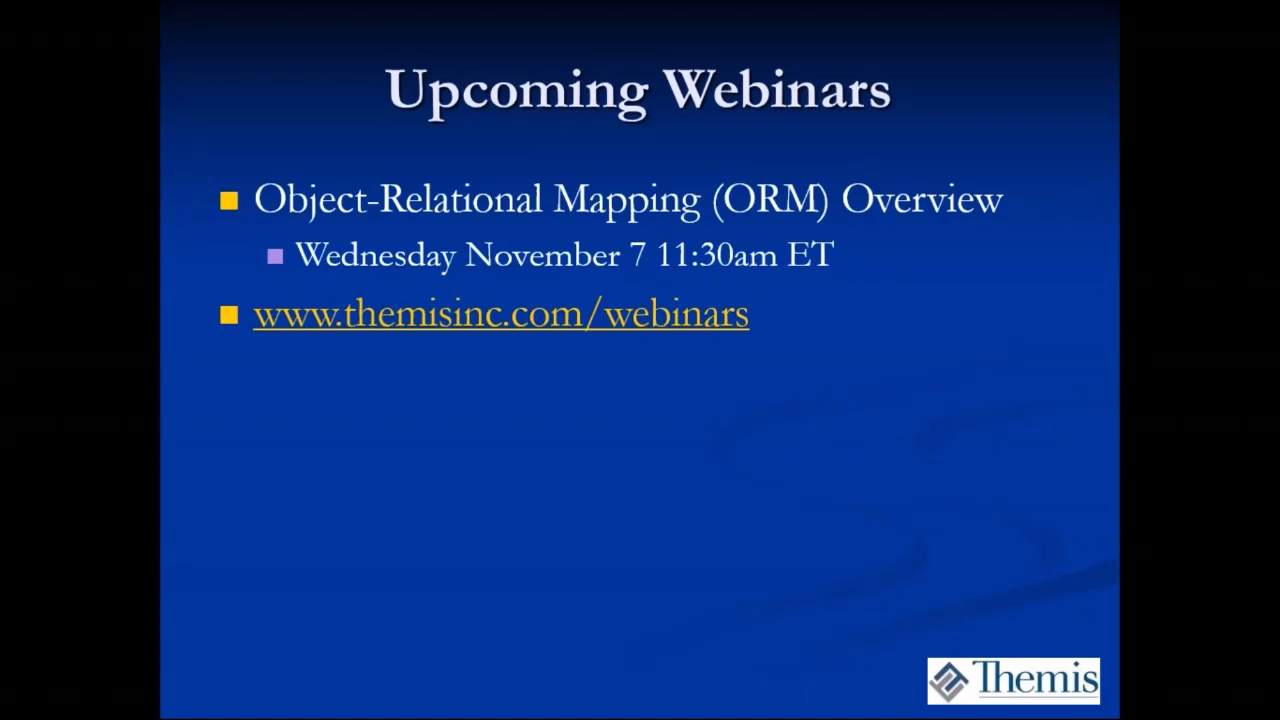 Upcoming Webinars
Object-Relational Mapping (ORM) Overview
Wednesday November 7 11:30am ET
www.themisinc.com/webinars
Themis